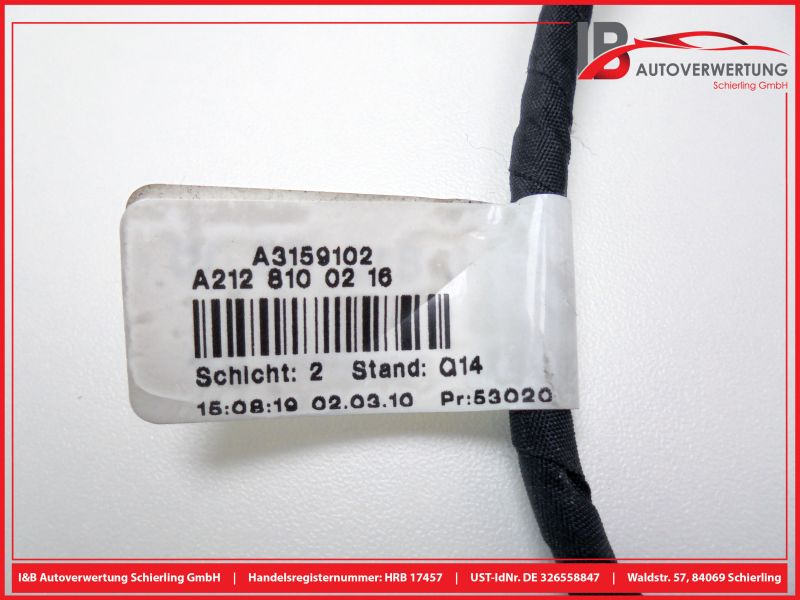 IB AUTOVERWERTUNG
Schierling GmbH
A3159102
A212 810 02 16
Schicht: 2 Stand: Q14
15:08:19 02.03.10 Pr:53020
I&B Autoverwertung Schierling GmbH | Handelsregisternummer: HRB 17457 | UST-IdNr. DE 326558847 | Waldstr. 57, 84069 Schierling